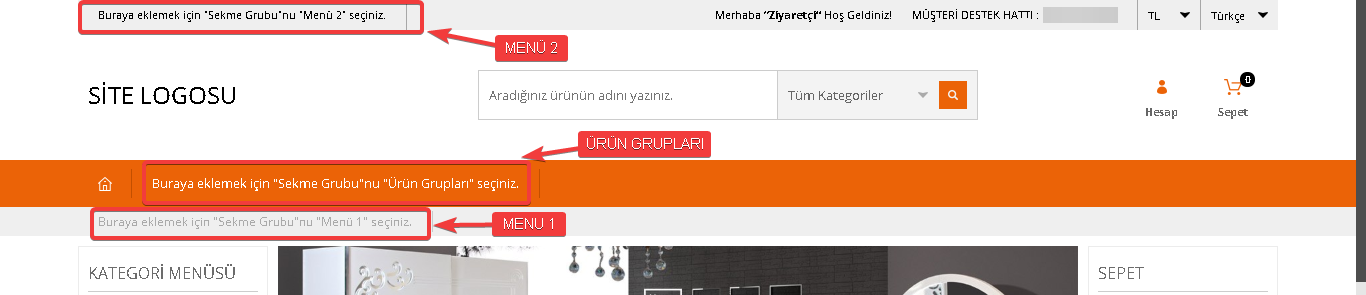 Buraya eklemek için "Sekme Grubu"nu "Menü 2" seçiniz.
Merhaba "Ziyaretçi" Hoş Geldiniz!
MÜŞTERİ DESTEK HATTI :
TL
Türkçe
MENÜ 2
SİTE LOGOSU
Aradığınız ürünün adını yazınız.
Tüm Kategoriler
0
Hesap
Sepet
ÜRÜN GRUPLARI
Buraya eklemek için "Sekme Grubu"nu "Ürün Grupları" seçiniz.
Buraya eklemek için "Sekme Grubu"nu "Menü 1" seçiniz.
MENU 1
KATEGORİ MENÜSÜ
SEPET